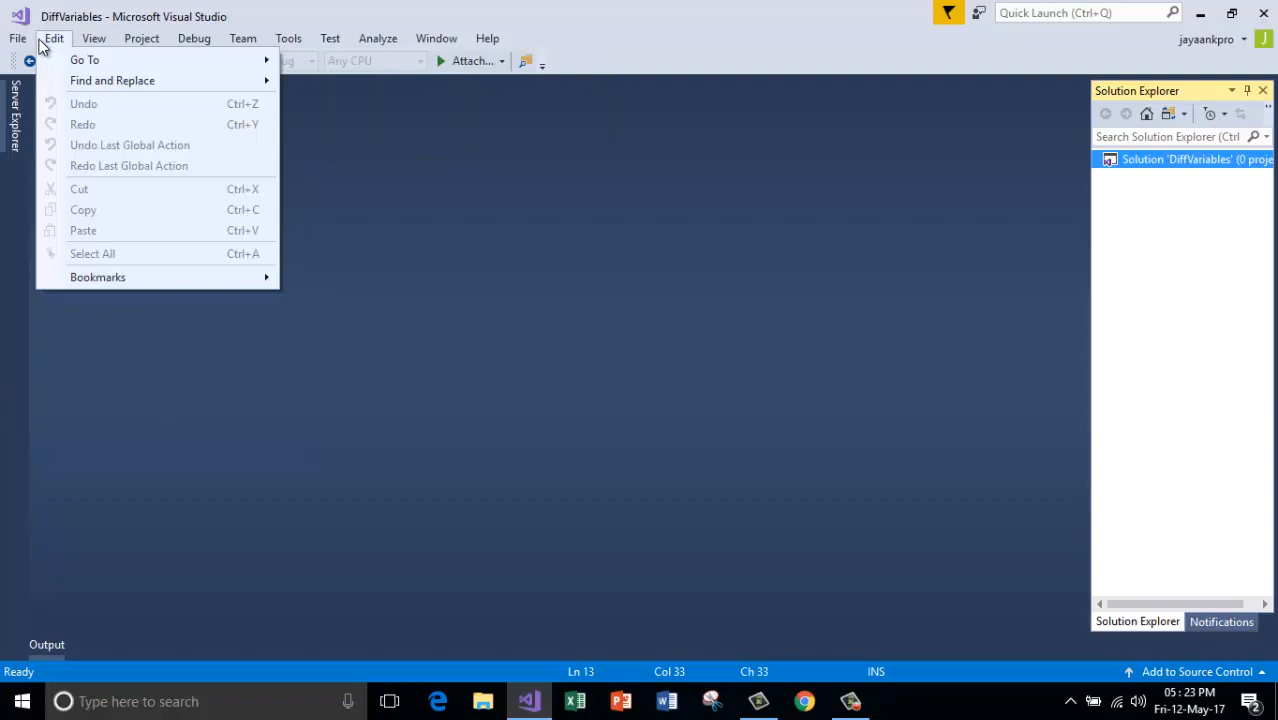 DiffVariables - Microsoft Visual Studio
Quick Launch (Ctrl+Q)
File Edit View Project Debug Team Tools Test Analyze Window Help
jayaankpro J
ug Any CPU Attach...
Server Explorer
Go To
Find and Replace
Undo Ctrl+Z
Redo Ctrl+Y
Undo Last Global Action
Redo Last Global Action
Cut Ctrl+X
Copy Ctrl+C
Paste Ctrl+V
Select All Ctrl+A
Bookmarks
Solution Explorer
Search Solution Explorer (Ctrl
Solution 'DiffVariables' (0 proje
Solution Explorer Notifications
Output
Ready Ln 13 Col 33 Ch 33 INS Add to Source Control
Type here to search
05 : 23 PM
Fri-12-May-17
2